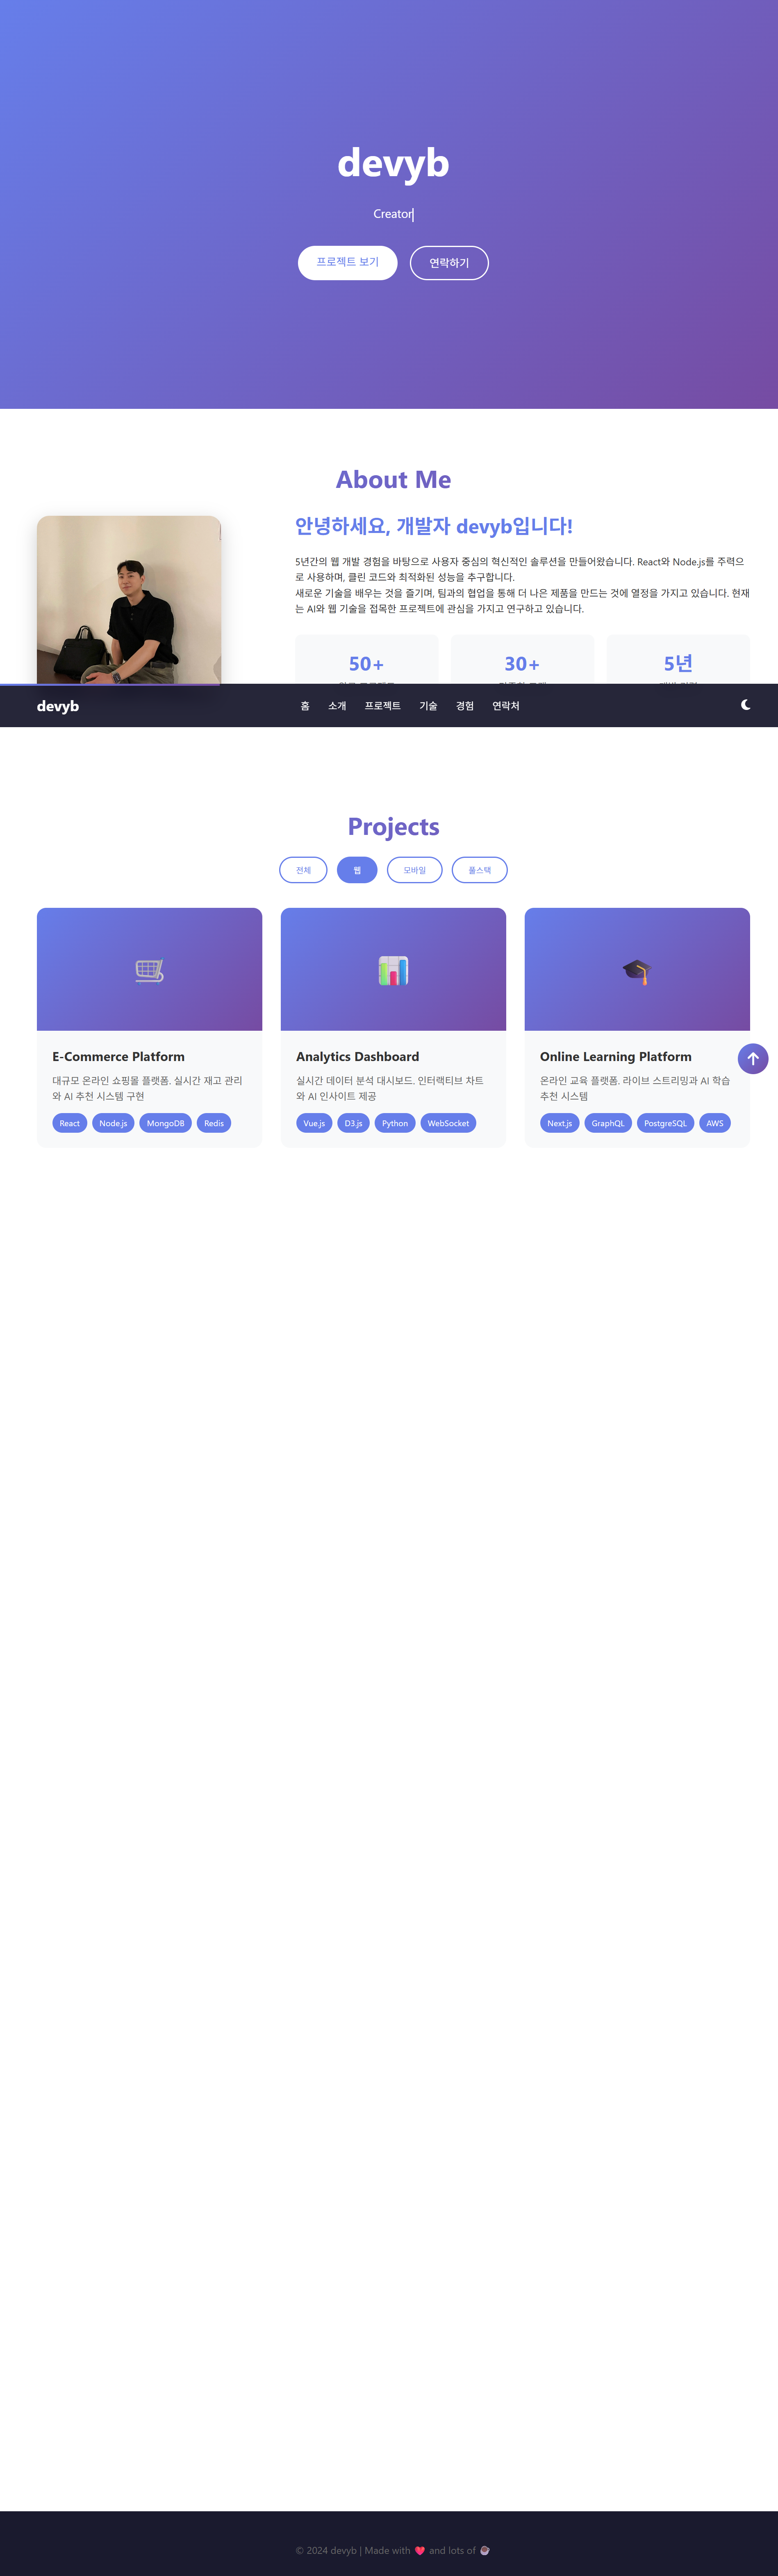 devyb
Creator
프로젝트 보기
연락하기
About Me
안녕하세요, 개발자 devyb입니다!
5년간의 웹 개발 경험을 바탕으로 사용자 중심의 혁신적인 솔루션을 만들어왔습니다. React와 Node.js를 주력으
로 사용하며, 클린 코드와 최적화된 성능을 추구합니다.
새로운 기술을 배우는 것을 즐기며, 팀과의 협업을 통해 더 나은 제품을 만드는 것에 열정을 가지고 있습니다. 현재
는 AI와 웹 기술을 접목한 프로젝트에 관심을 가지고 연구하고 있습니다.
50+
30+
5년
devyb
홈
소개
프로젝트
기술
경험
연락처
Projects
전체
웹
모바일
풀스택
E-Commerce Platform
대규모 온라인 쇼핑몰 플랫폼. 실시간 재고 관리
와 AI 추천 시스템 구현
React
Node.js
MongoDB
Redis
Analytics Dashboard
실시간 데이터 분석 대시보드. 인터랙티브 차트
와 AI 인사이트 제공
Vue.js
D3.js
Python
WebSocket
Online Learning Platform
온라인 교육 플랫폼. 라이브 스트리밍과 AI 학습
추천 시스템
Next.js
GraphQL
PostgreSQL
AWS
© 2024 devyb | Made with ❤️ and lots of